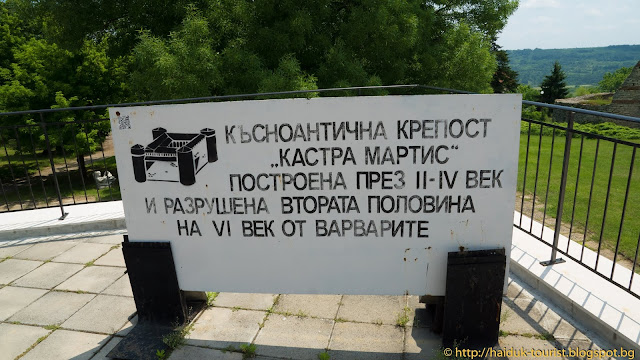 КЪСНОАНТИЧНА КРЕПОСТ
„КАСТРА МАРТИС“
ПОСТРОЕНА ПРЕЗ II-IV ВЕК
И РАЗРУШЕНА ВТОРАТА ПОЛОВИНА
НА VI ВЕК ОТ ВАРВАРИТЕ
© http://haiduk-tourist.blogspot.bg